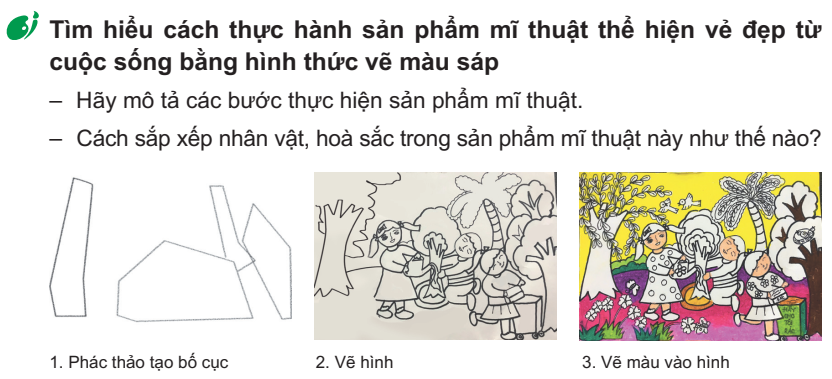 Tìm hiểu cách thực hành sản phẩm mĩ thuật thể hiện vẻ đẹp từ
cuộc sống bằng hình thức vẽ màu sáp
– Hãy mô tả các bước thực hiện sản phẩm mĩ thuật.
– Cách sắp xếp nhân vật, hoà sắc trong sản phẩm mĩ thuật này như thế nào?
1. Phác thảo tạo bố cục
2. Vẽ hình
3. Vẽ màu vào hình